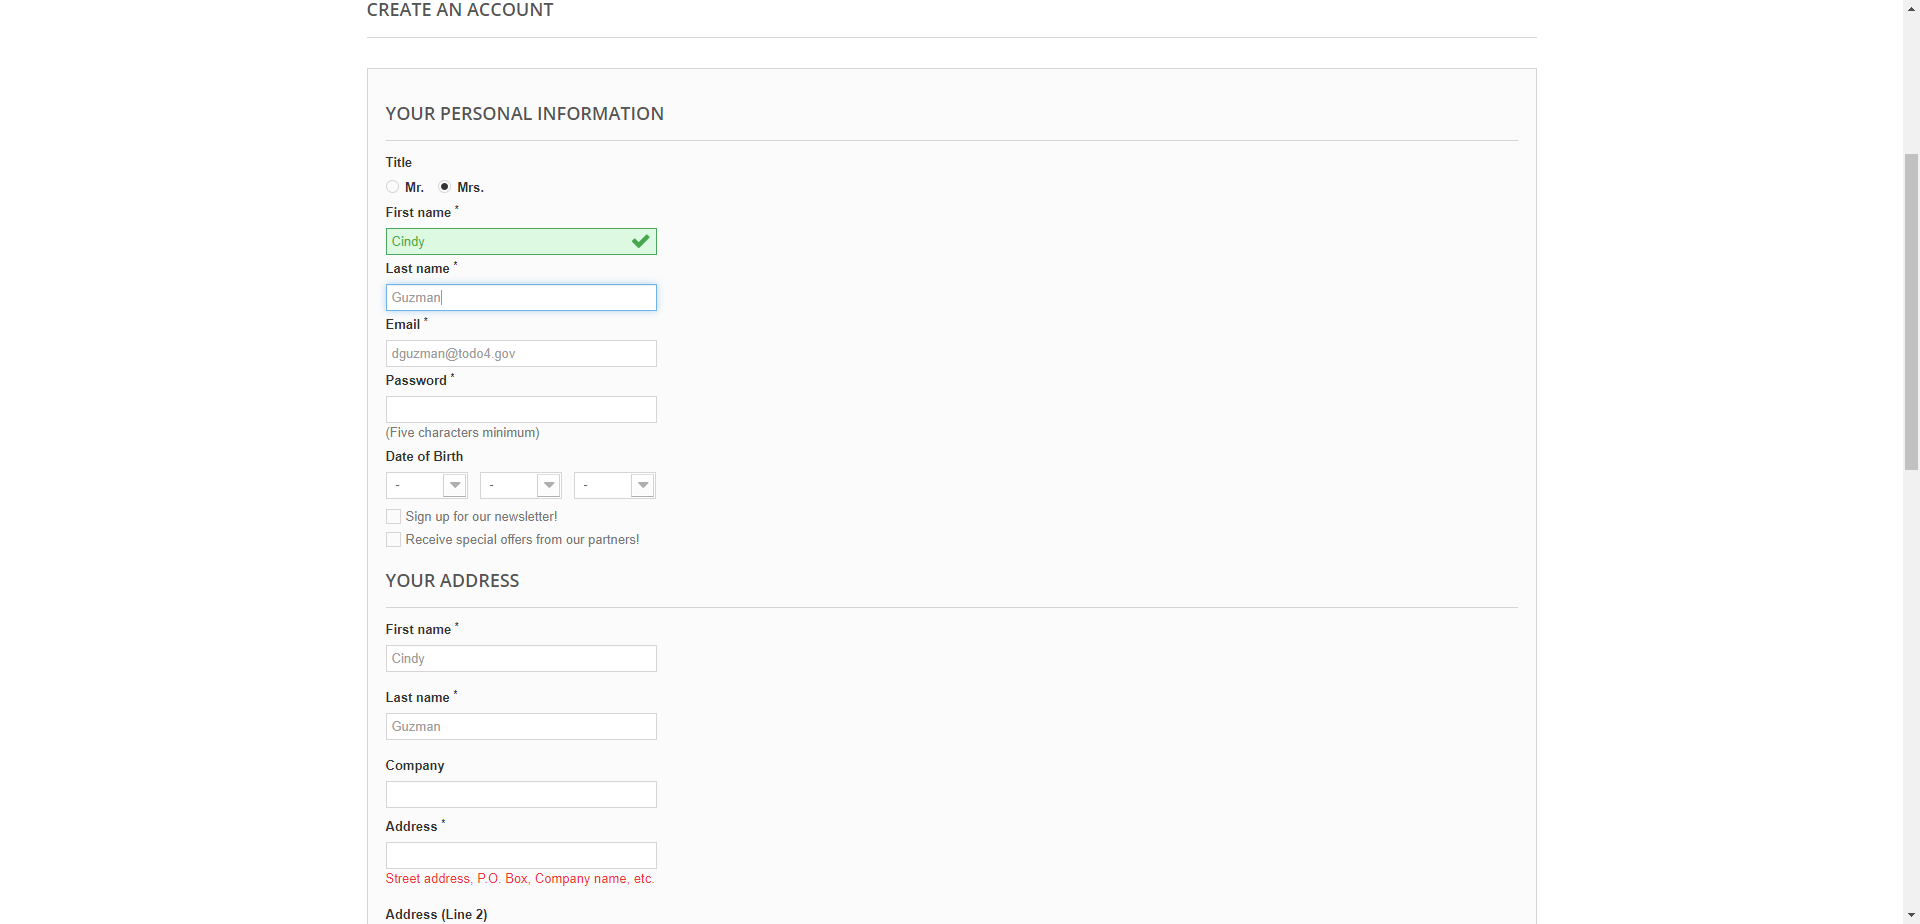 CREATE AN ACCOUNT
YOUR PERSONAL INFORMATION
Title
Mr. Mrs.
First name *
Cindy
Last name *
Guzman
Email *
dguzman@todo4.gov
Password *
(Five characters minimum)
Date of Birth
- - -
Sign up for our newsletter!
Receive special offers from our partners!
YOUR ADDRESS
First name *
Cindy
Last name *
Guzman
Company
Address *
Street address, P.O. Box, Company name, etc.
Address (Line 2)